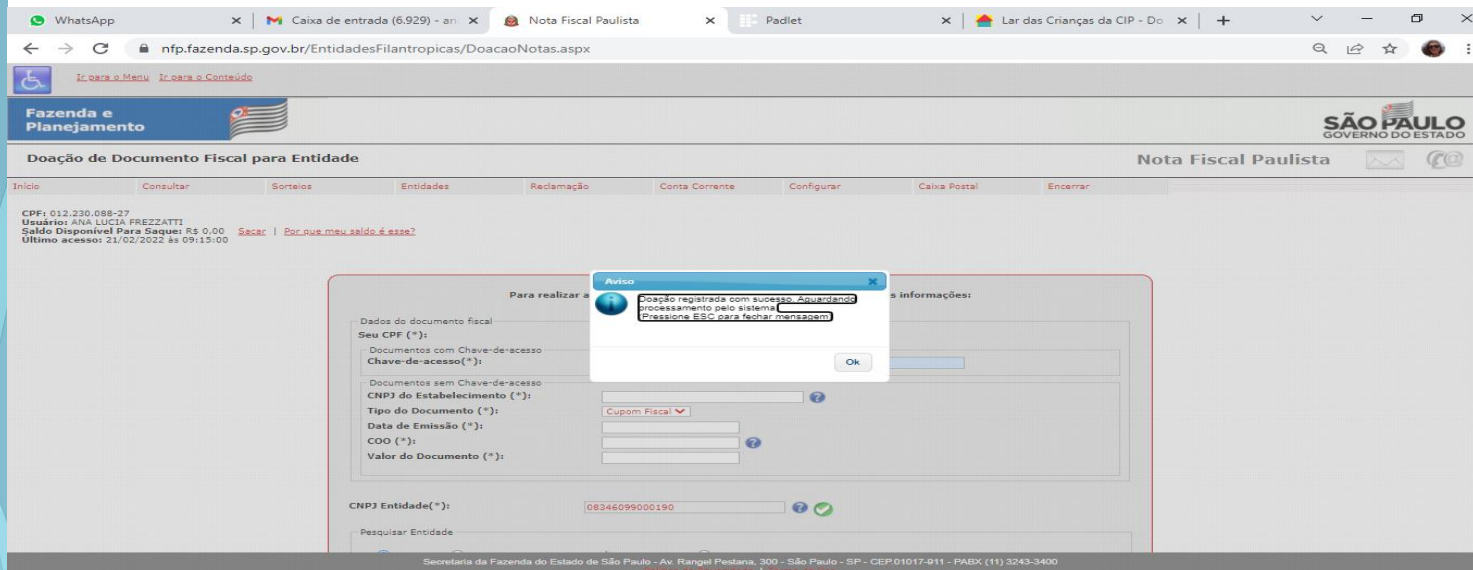 WhatsApp
Caixa de entrada (6.929) - an
Nota Fiscal Paulista
Padlet
Lar das Crianças da CIP - Do
nfp.fazenda.sp.gov.br/EntidadesFilantropicas/DoacaoNotas.aspx
Ir para o Menu Ir para o Conteúdo
Fazenda e
Planejamento
SÃO PAULO
GOVERNO DO ESTADO
Doação de Documento Fiscal para Entidade
Nota Fiscal Paulista
Início Consultar Sorteios Entidades Reclamação Conta Corrente Configurar Caixa Postal Encerrar
CPF: 012.230.088-27
Usuário: ANA LUCIA FREZZATTI
Saldo Disponível Para Saque: R$ 0,00 Sacar | Por que meu saldo é esse?
Último acesso: 21/02/2022 às 09:15:00
Aviso
Para realizar a
s informações:
Doação registrada com sucesso. Aguardando
processamento pelo sistema.
(Pressione ESC para fechar mensagem)
Ok
Dados do documento fiscal
Seu CPF (*):
Documentos com Chave-de-acesso
Chave-de-acesso(*):
Documentos sem Chave-de-acesso
CNPJ do Estabelecimento (*):
Tipo do Documento (*): Cupom Fiscal
Data de Emissão (*):
COO (*):
Valor do Documento (*):
CNPJ Entidade(*): 08346099000190
Pesquisar Entidade
Secretaria da Fazenda do Estado de São Paulo - Av. Rangel Pestana, 300 - São Paulo - SP - CEP.01017-911 - PABX (11) 3243-3400